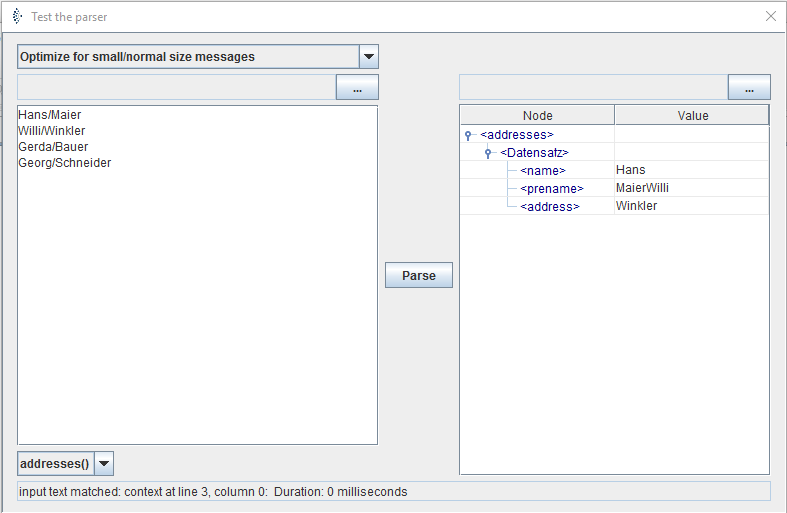 Test the parser
Optimize for small/normal size messages
...
...
Hans/Maier
Willi/Winkler
Gerda/Bauer
Georg/Schneider
Parse
Node Value
<addresses>
<Datensatz>
<name> Hans
<prename> MaierWilli
<address> Winkler
addresses()
input text matched: context at line 3, column 0: Duration: 0 milliseconds